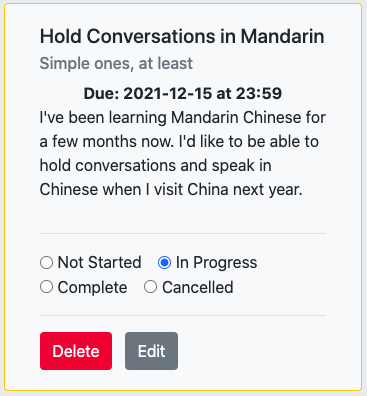 Hold Conversations in Mandarin
Simple ones, at least
Due: 2021-12-15 at 23:59
I've been learning Mandarin Chinese for
a few months now. I'd like to be able to
hold conversations and speak in
Chinese when I visit China next year.
Not Started In Progress
Complete Cancelled
Delete Edit